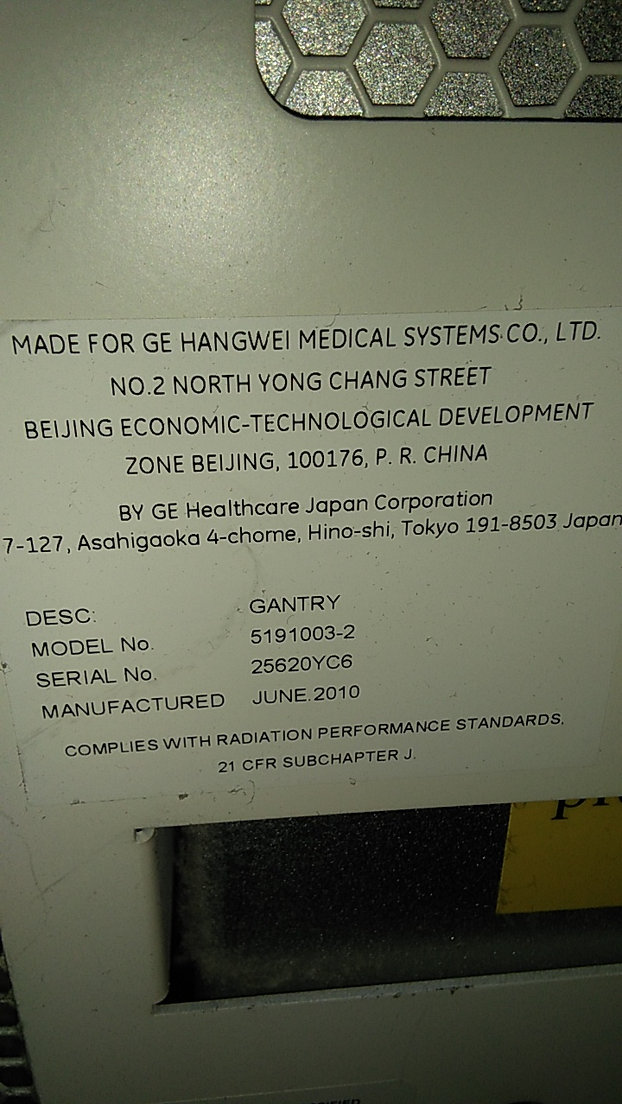 MADE FOR GE HANGWEI MEDICAL SYSTEMS CO., LTD.
NO.2 NORTH YONG CHANG STREET
BEIJING ECONOMIC-TECHNOLOGICAL DEVELOPMENT
ZONE BEIJING, 100176, P. R. CHINA
BY GE Healthcare Japan Corporation
7-127, Asahigaoka 4-chome, Hino-shi, Tokyo 191-8503 Japan
DESC: GANTRY
MODEL No. 5191003-2
SERIAL No. 25620YC6
MANUFACTURED JUNE.2010
COMPLIES WITH RADIATION PERFORMANCE STANDARDS.
21 CFR SUBCHAPTER J.